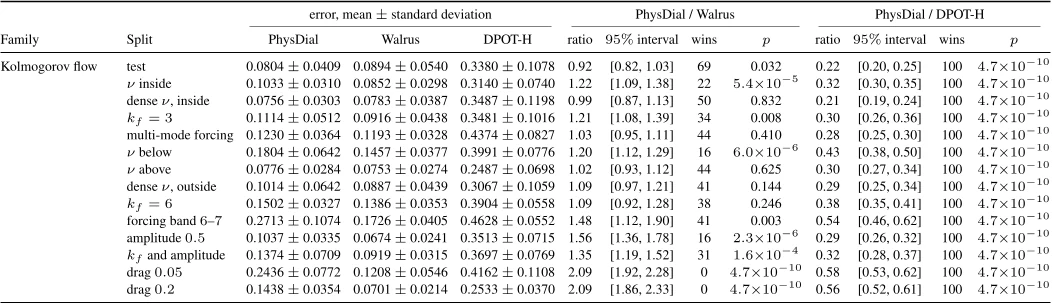 error, mean ± standard deviation PhysDial / Walrus PhysDial / DPOT-H
Family Split PhysDial Walrus DPOT-H ratio 95% interval wins p ratio 95% interval wins p
Kolmogorov flow test 0.0804 ± 0.0409 0.0894 ± 0.0540 0.3380 ± 0.1078 0.92 [0.82, 1.03] 69 0.032 0.22 [0.20, 0.25] 100 4.7×10⁻¹⁰
ν inside 0.1033 ± 0.0310 0.0852 ± 0.0298 0.3140 ± 0.0740 1.22 [1.09, 1.38] 22 5.4×10⁻⁵ 0.32 [0.30, 0.35] 100 4.7×10⁻¹⁰
dense ν, inside 0.0756 ± 0.0303 0.0783 ± 0.0387 0.3487 ± 0.1198 0.99 [0.87, 1.13] 50 0.832 0.21 [0.19, 0.24] 100 4.7×10⁻¹⁰
k_f = 3 0.1114 ± 0.0512 0.0916 ± 0.0438 0.3481 ± 0.1016 1.21 [1.08, 1.39] 34 0.008 0.30 [0.26, 0.36] 100 4.7×10⁻¹⁰
multi-mode forcing 0.1230 ± 0.0364 0.1193 ± 0.0328 0.4374 ± 0.0827 1.03 [0.95, 1.11] 44 0.410 0.28 [0.25, 0.30] 100 4.7×10⁻¹⁰
ν below 0.1804 ± 0.0642 0.1457 ± 0.0377 0.3991 ± 0.0776 1.20 [1.12, 1.29] 16 6.0×10⁻⁶ 0.43 [0.38, 0.50] 100 4.7×10⁻¹⁰
ν above 0.0776 ± 0.0284 0.0753 ± 0.0274 0.2487 ± 0.0698 1.02 [0.93, 1.12] 44 0.625 0.30 [0.27, 0.34] 100 4.7×10⁻¹⁰
dense ν, outside 0.1014 ± 0.0642 0.0887 ± 0.0439 0.3067 ± 0.1059 1.09 [0.97, 1.21] 41 0.144 0.29 [0.25, 0.34] 100 4.7×10⁻¹⁰
k_f = 6 0.1502 ± 0.0327 0.1386 ± 0.0353 0.3904 ± 0.0558 1.09 [0.92, 1.28] 38 0.246 0.38 [0.35, 0.41] 100 4.7×10⁻¹⁰
forcing band 6–7 0.2713 ± 0.1074 0.1726 ± 0.0405 0.4628 ± 0.0552 1.48 [1.12, 1.90] 41 0.003 0.54 [0.46, 0.62] 100 4.7×10⁻¹⁰
amplitude 0.5 0.1037 ± 0.0335 0.0674 ± 0.0241 0.3513 ± 0.0715 1.56 [1.36, 1.78] 16 2.3×10⁻⁶ 0.29 [0.26, 0.32] 100 4.7×10⁻¹⁰
k_f and amplitude 0.1374 ± 0.0709 0.0919 ± 0.0315 0.3697 ± 0.0769 1.35 [1.19, 1.52] 31 1.6×10⁻⁴ 0.32 [0.28, 0.37] 100 4.7×10⁻¹⁰
drag 0.05 0.2436 ± 0.0772 0.1208 ± 0.0546 0.4162 ± 0.1108 2.09 [1.92, 2.28] 0 4.7×10⁻¹⁰ 0.58 [0.53, 0.62] 100 4.7×10⁻¹⁰
drag 0.2 0.1438 ± 0.0354 0.0701 ± 0.0214 0.2533 ± 0.0370 2.09 [1.86, 2.33] 0 4.7×10⁻¹⁰ 0.56 [0.52, 0.61] 100 4.7×10⁻¹⁰